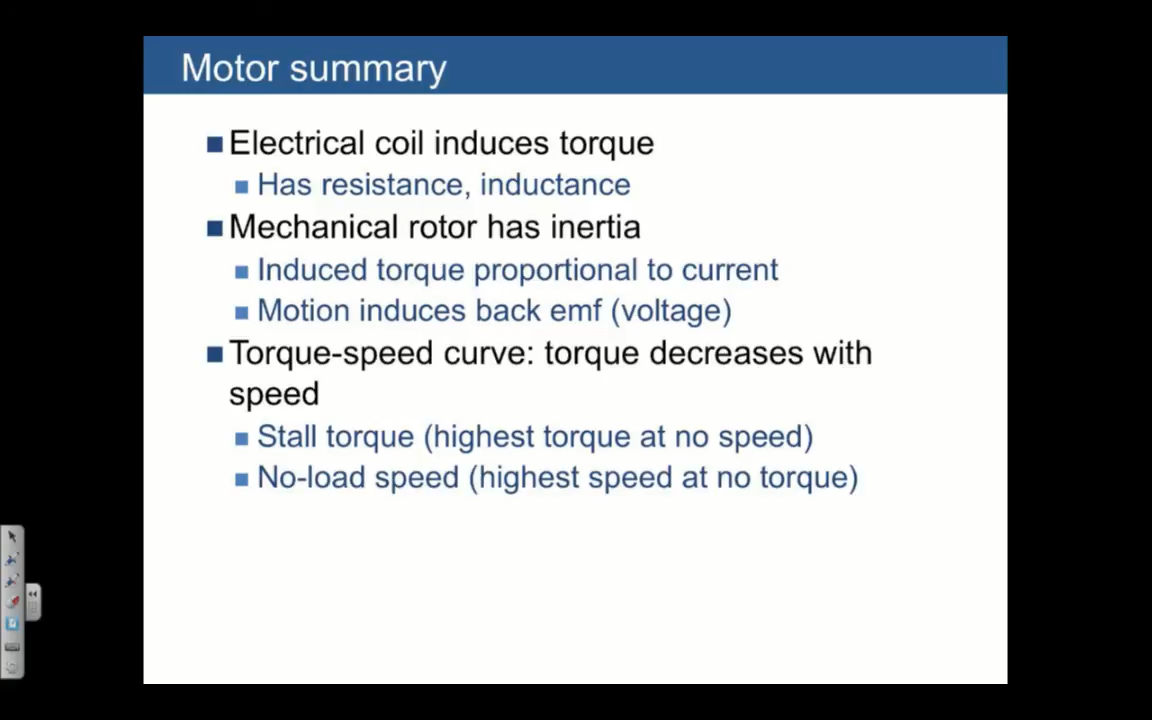 Motor summary
Electrical coil induces torque
Has resistance, inductance
Mechanical rotor has inertia
Induced torque proportional to current
Motion induces back emf (voltage)
Torque-speed curve: torque decreases with
speed
Stall torque (highest torque at no speed)
No-load speed (highest speed at no torque)